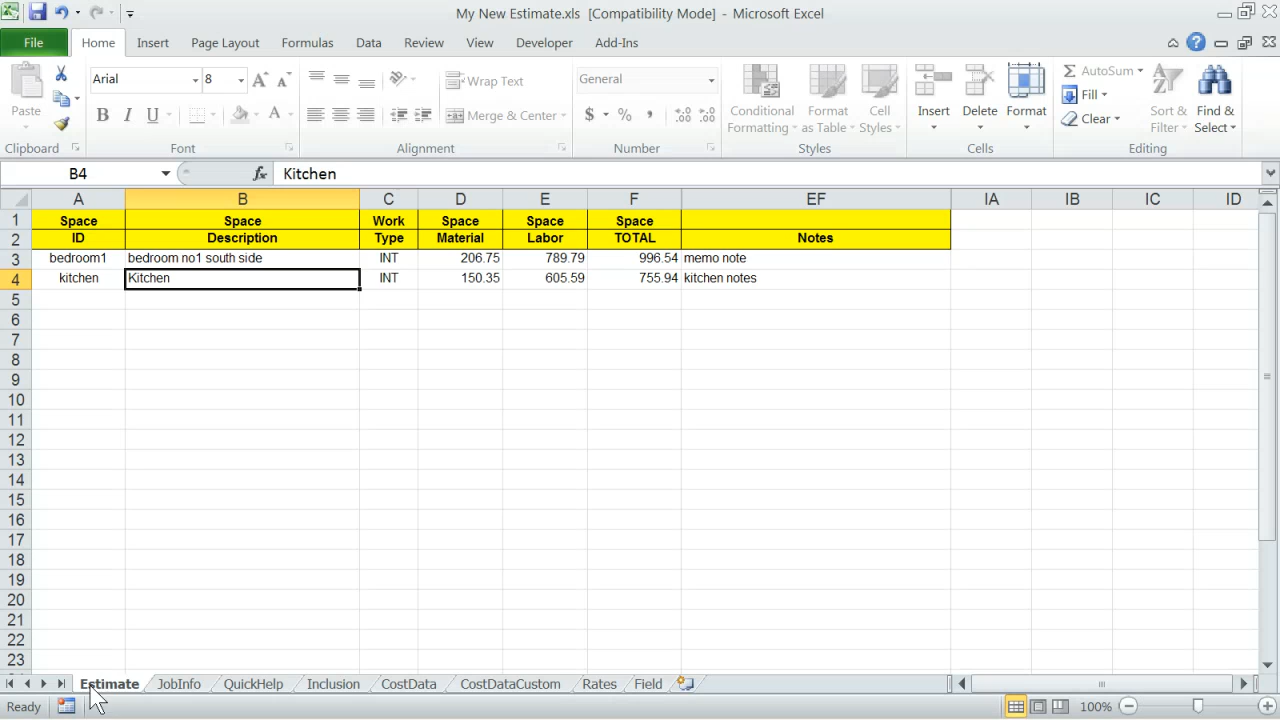 My New Estimate.xls [Compatibility Mode] - Microsoft Excel
File Home Insert Page Layout Formulas Data Review View Developer Add-Ins
Arial 8 Wrap Text General AutoSum
Paste Conditional Format Cell Insert Delete Format Fill Sort & Find &
B I U A Merge & Center $ % , Formatting as Table Styles Clear Filter Select
Clipboard Font Alignment Number Styles Cells Editing
B4 fx Kitchen
A B C D E F EF IA IB IC ID
1 Space Space Work Space Space Space
2 ID Description Type Material Labor TOTAL Notes
3 bedroom1 bedroom no1 south side INT 206.75 789.79 996.54 memo note
4 kitchen Kitchen INT 150.35 605.59 755.94 kitchen notes
5
6
7
8
9
10
11
12
13
14
15
16
17
18
19
20
21
22
23
Estimate JobInfo QuickHelp Inclusion CostData CostDataCustom Rates Field
Ready 100%